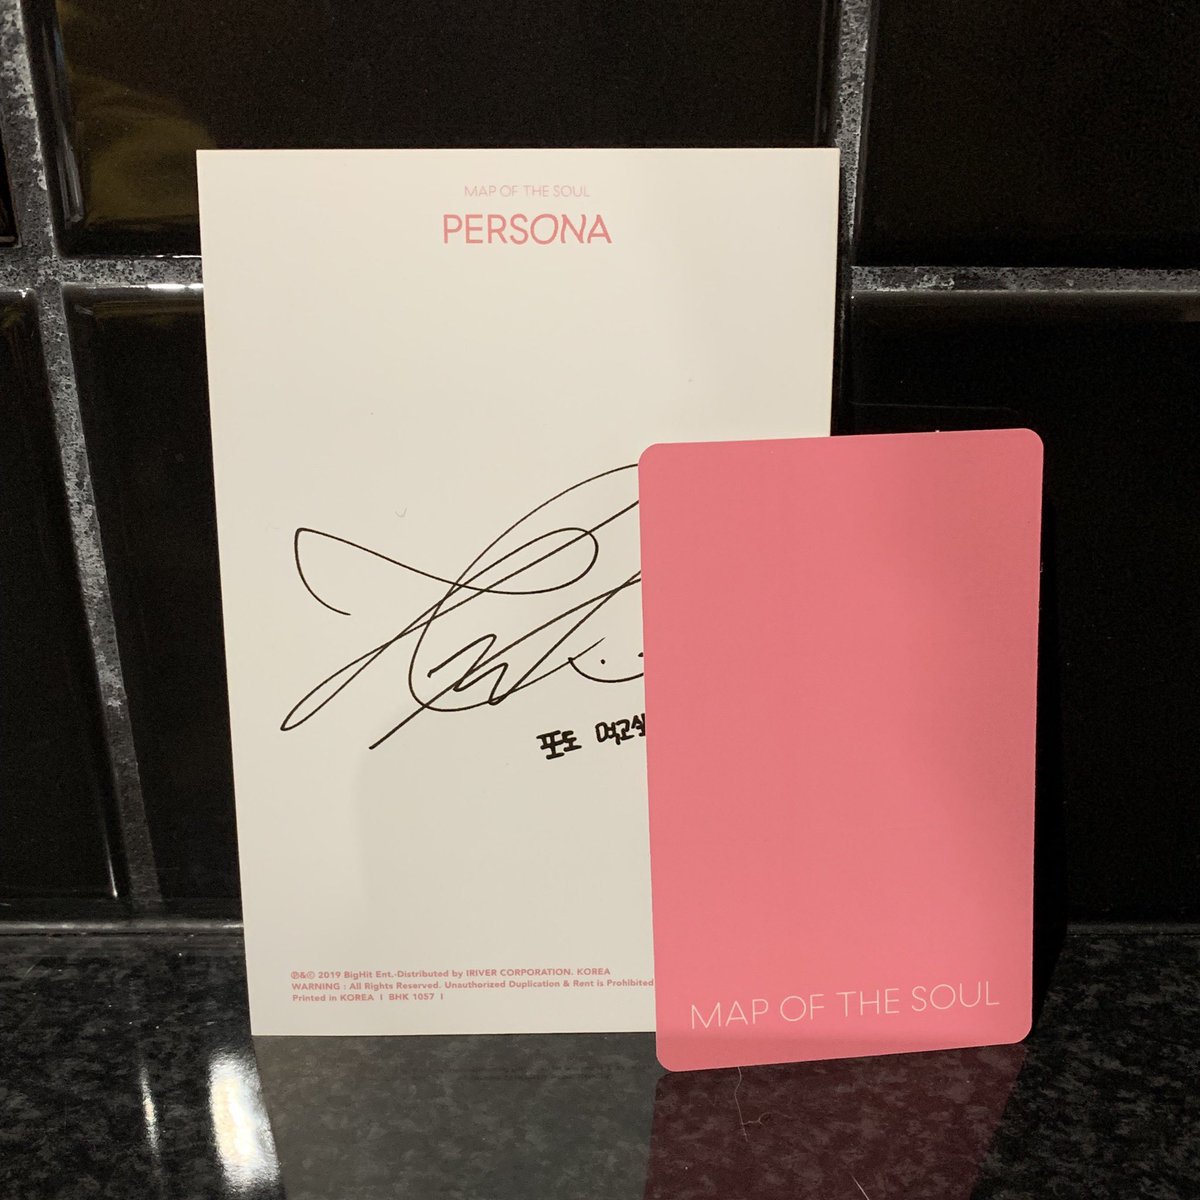 MAP OF THE SOUL
PERSONA
포도 먹고싶
℗&© 2019 BigHit Ent.-Distributed by IRIVER CORPORATION. KOREA
WARNING : All Rights Reserved. Unauthorized Duplication & Rent is Prohibited
Printed in KOREA I BHK 1057 I
MAP OF THE SOUL